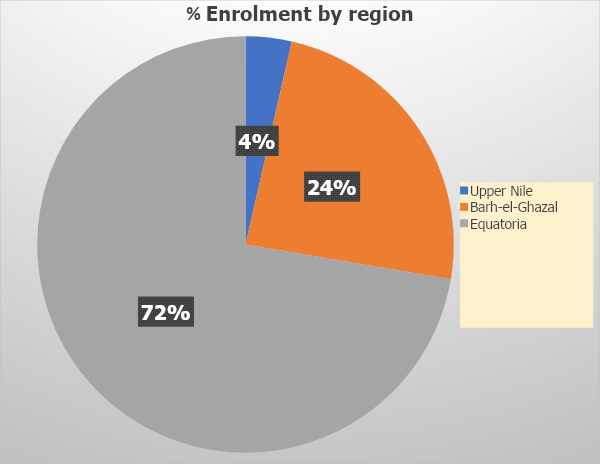 % Enrolment by region
4%
24%
72%
Upper Nile
Barh-el-Ghazal
Equatoria